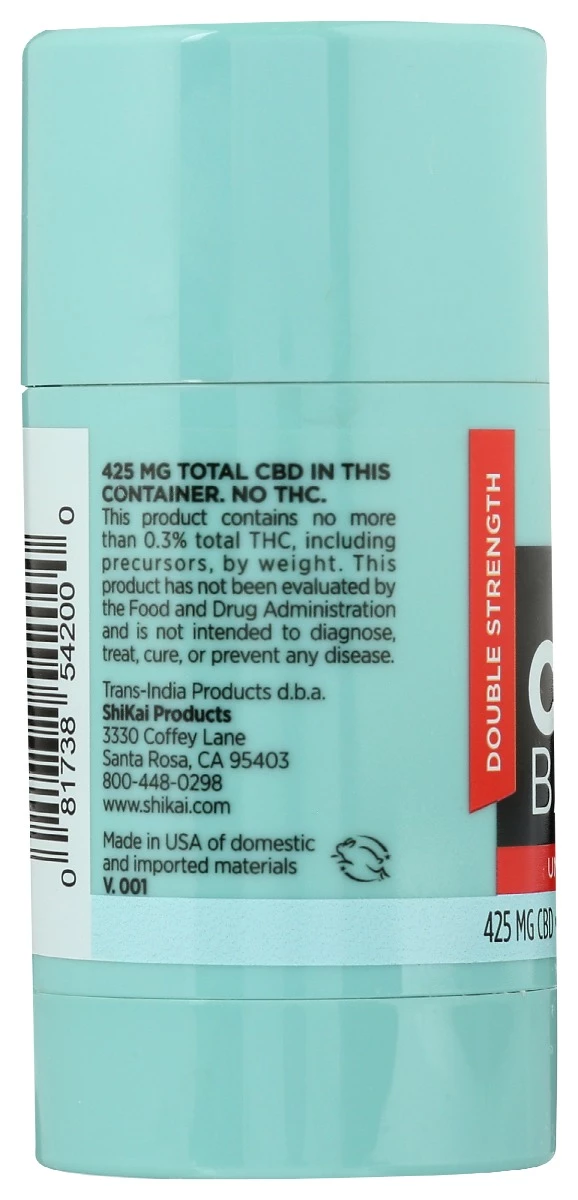 425 MG TOTAL CBD IN THIS
CONTAINER. NO THC.
This product contains no more
than 0.3% total THC, including
precursors, by weight. This
product has not been evaluated by
the Food and Drug Administration
and is not intended to diagnose,
treat, cure, or prevent any disease.
Trans-India Products d.b.a.
ShiKai Products
3330 Coffey Lane
Santa Rosa, CA 95403
800-448-0298
www.shikai.com
Made in USA of domestic
and imported materials
V. 001
0 81738 54200 0
DOUBLE STRENGTH
425 MG CBD